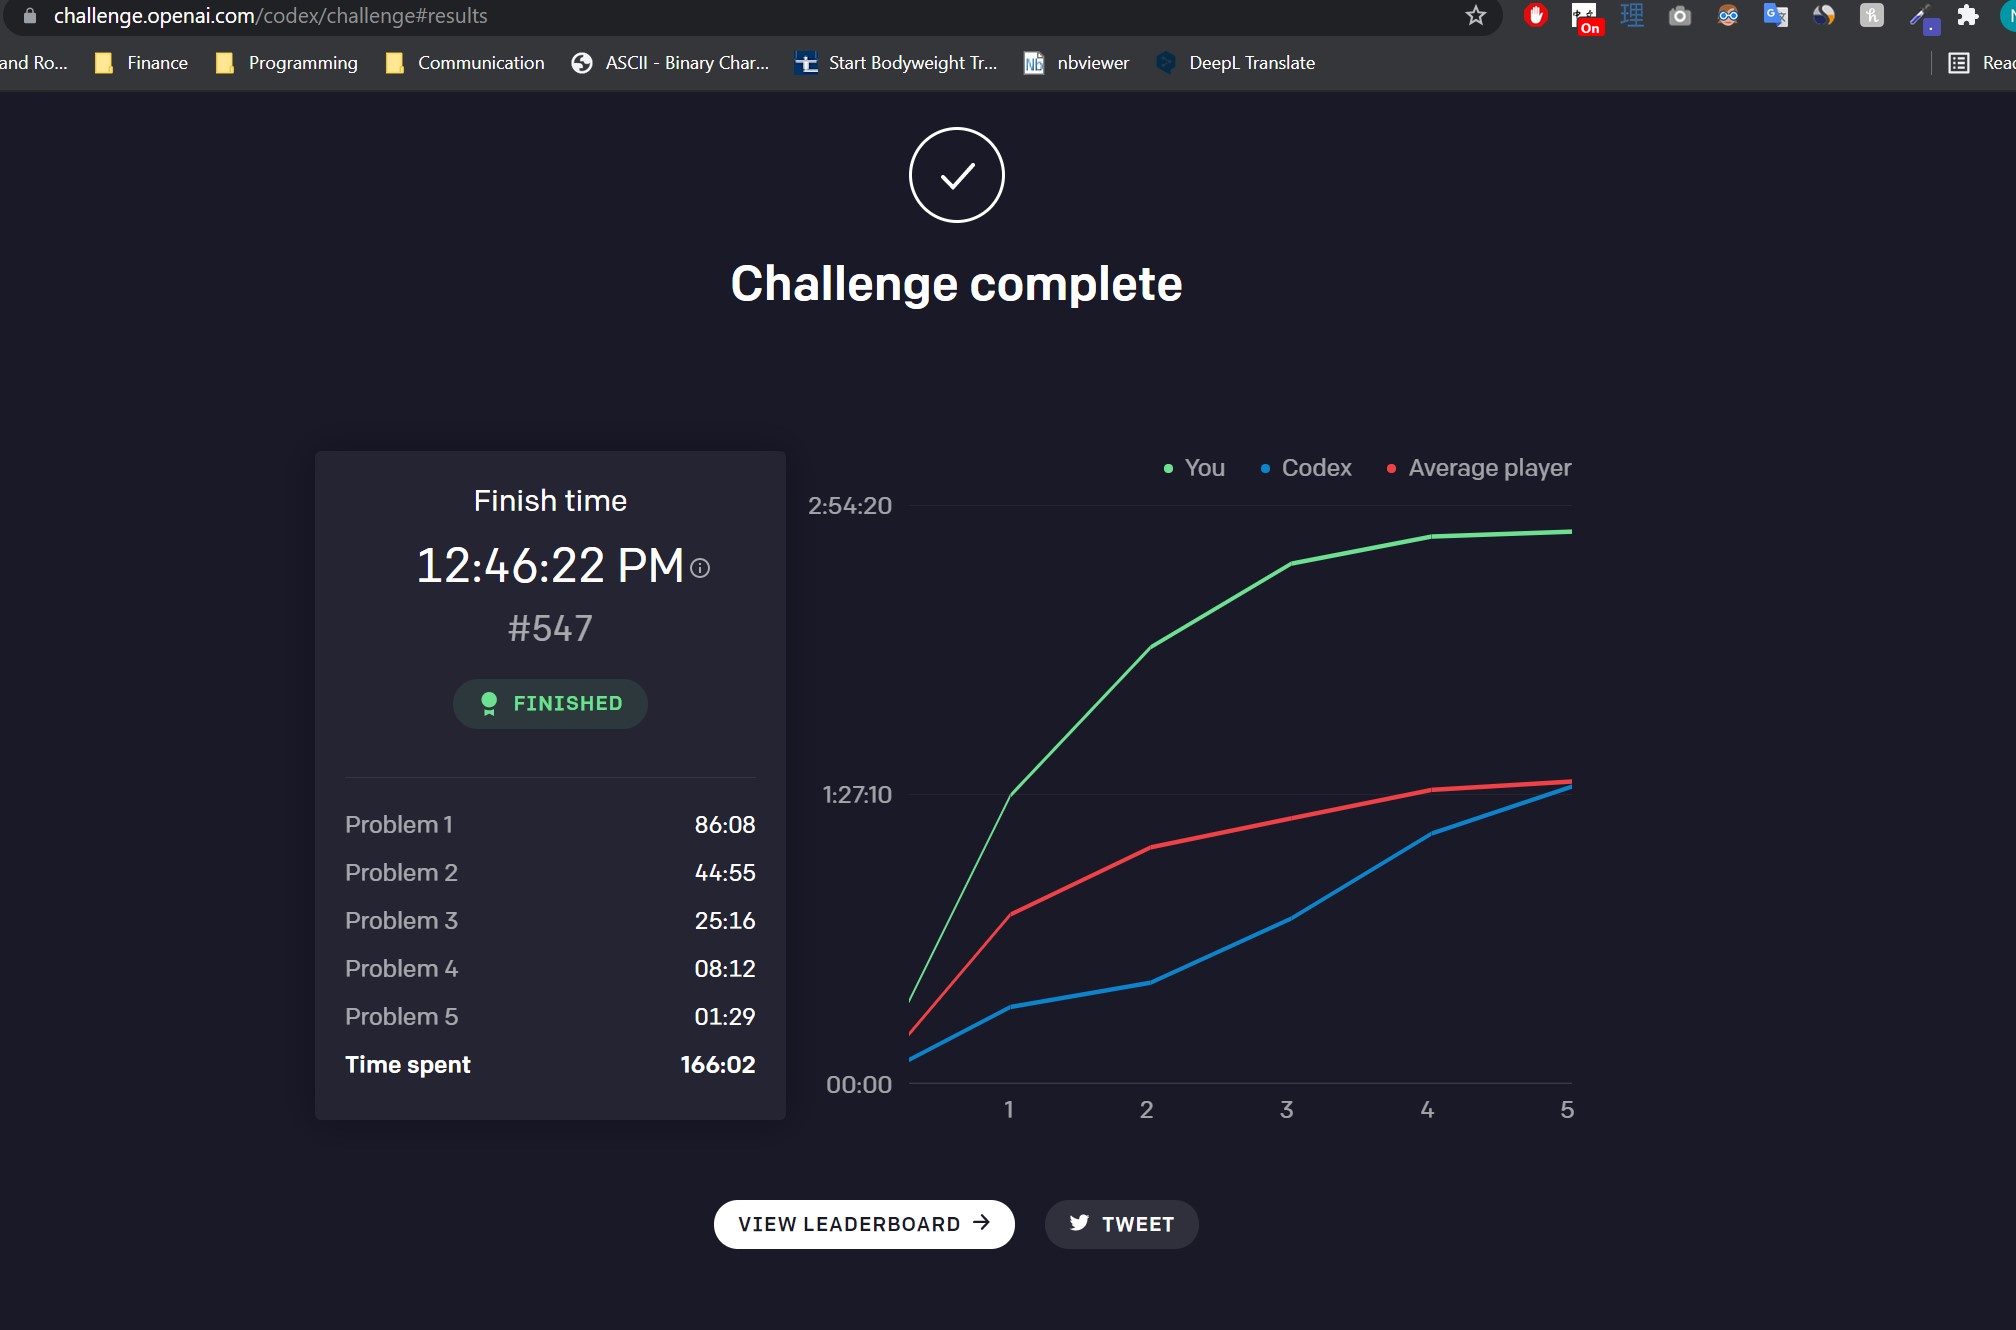 challenge.openai.com/codex/challenge#results
中文
On
理
G
h
N
and Ro...
Finance
Programming
Communication
ASCII - Binary Char...
Start Bodyweight Tr...
nbviewer
DeepL Translate
Reac
Challenge complete
Finish time
12:46:22 PM
#547
FINISHED
Problem 1 86:08
Problem 2 44:55
Problem 3 25:16
Problem 4 08:12
Problem 5 01:29
Time spent 166:02
You Codex Average player
2:54:20
1:27:10
00:00
1 2 3 4 5
VIEW LEADERBOARD →
TWEET